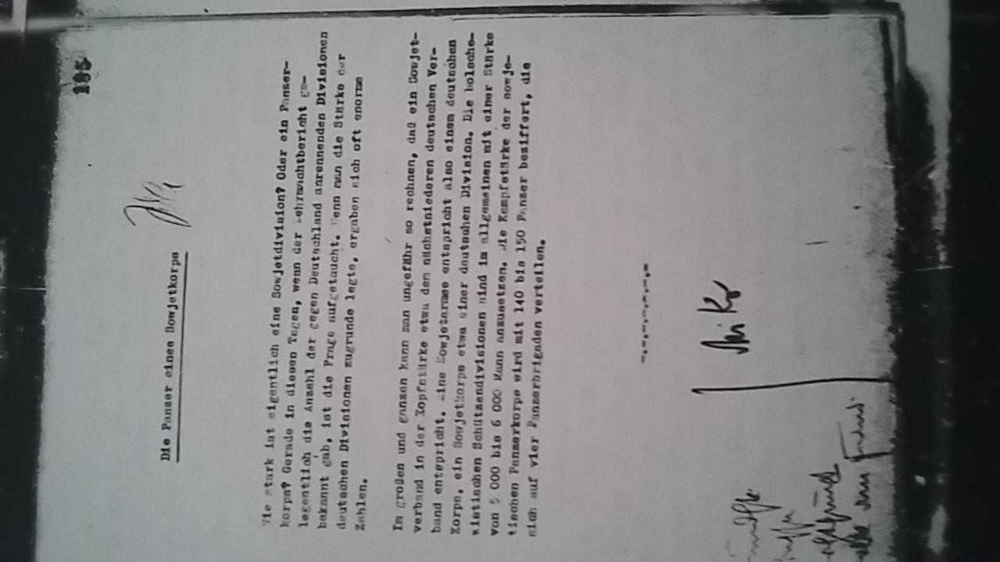 195
Die Panzer eines Sowjetkorps
Wie stark ist eigentlich eine Sowjetdivision? Oder ein Panzer-
korps? Gerade in diesen Tagen, wenn der Wehrmachtbericht ge-
legentlich die Anzahl der gegen Deutschland anrennenden Divisionen
bekannt gab, ist die Frage aufgetaucht. Wenn man die Stärke der
deutschen Divisionen zugrunde legte, ergaben sich oft enorme
Zahlen.
Im großen und ganzen kann man ungefähr so rechnen, daß ein Sowjet-
verband in der Kopfstärke etwa dem nächstniederen deutschen Ver-
band entspricht. Eine Sowjetarmee entspricht also einem deutschen
Korps, ein Sowjetkorps etwa einer deutschen Division. Die bolsche-
wistischen Schützendivisionen sind im allgemeinen mit einer Stärke
von 5 000 bis 6 000 Mann anzusetzen. Die Kampfstärke der sowje-
tischen Panzerkorps wird mit 140 bis 150 Panzer beziffert, die
sich auf vier Panzerbrigaden verteilen.
-.-.-.-.-.-.-.-